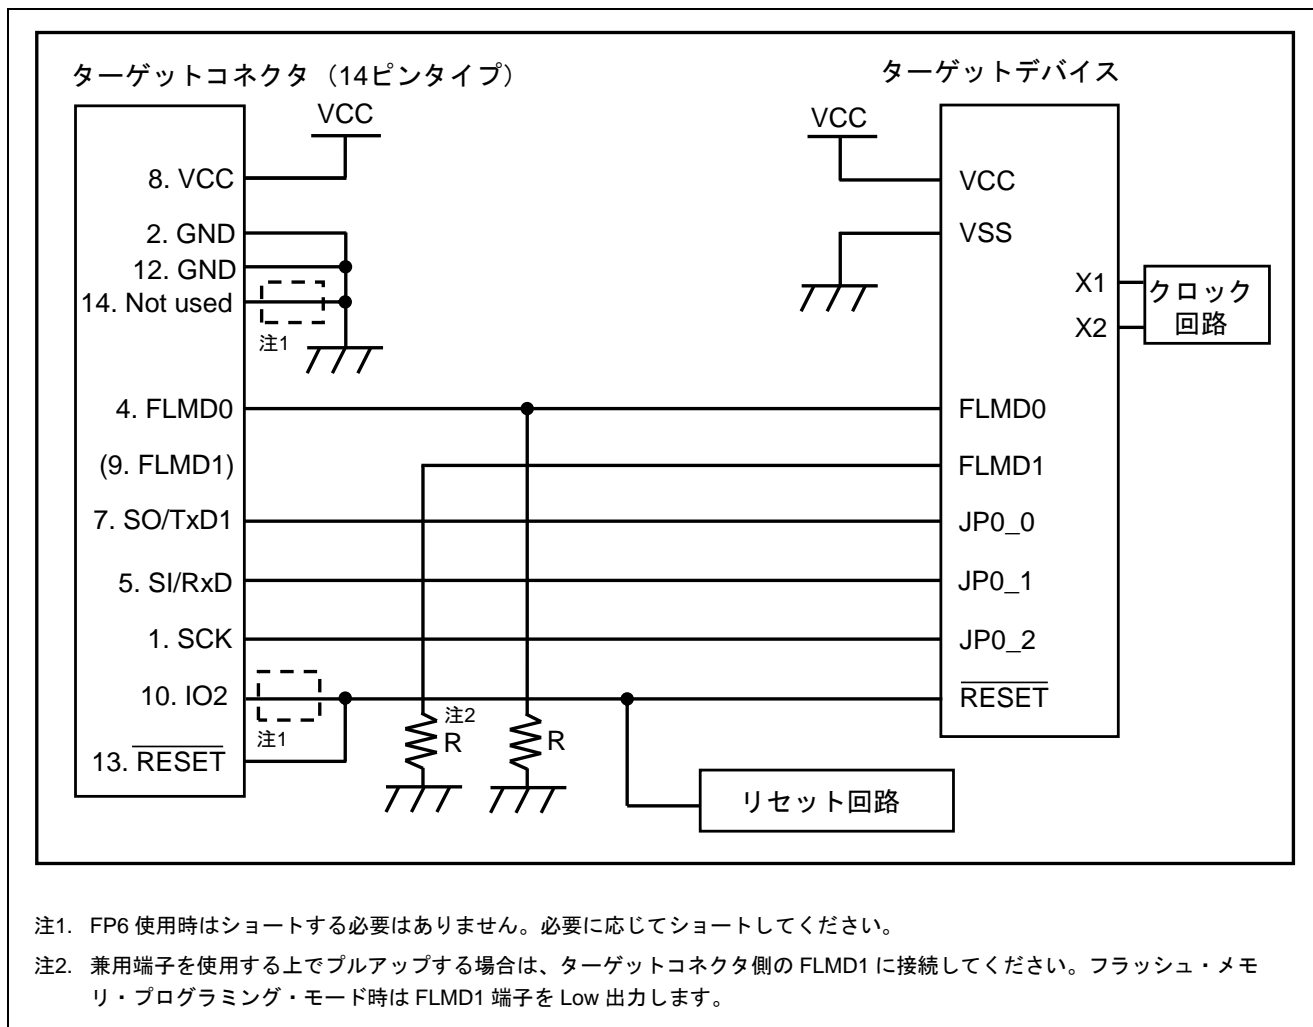 ターゲットコネクタ（14ピンタイプ）
ターゲットデバイス
VCC
VCC
8. VCC
VCC
2. GND
VSS
12. GND
14. Not used
注1
X1
X2
クロック
回路
4. FLMD0
FLMD0
(9. FLMD1)
FLMD1
7. SO/TxD1
JP0_0
5. SI/RxD
JP0_1
1. SCK
JP0_2
10. IO2
RESET
注1
注2
R
R
13. RESET
リセット回路
注1. FP6 使用時はショートする必要はありません。必要に応じてショートしてください。
注2. 兼用端子を使用する上でプルアップする場合は、ターゲットコネクタ側の FLMD1 に接続してください。フラッシュ・メモ
リ・プログラミング・モード時は FLMD1 端子を Low 出力します。